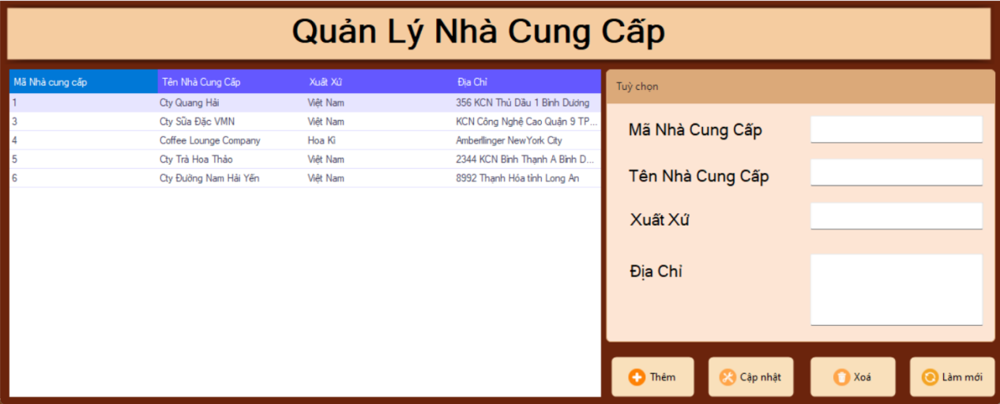 Quản Lý Nhà Cung Cấp
Mã Nhà cung cấp Tên Nhà Cung Cấp Xuất Xứ Địa Chỉ
1 Cty Quang Hải Việt Nam 356 KCN Thủ Dầu 1 Bình Dương
3 Cty Sữa Đặc VMN Việt Nam KCN Công Nghệ Cao Quận 9 TP...
4 Coffee Lounge Company Hoa Kì Amberllinger NewYork City
5 Cty Trà Hoa Thảo Việt Nam 2344 KCN Bình Thạnh A Bình D...
6 Cty Đường Nam Hải Yến Việt Nam 8992 Thạnh Hóa tỉnh Long An
Tuỳ chọn
Mã Nhà Cung Cấp
Tên Nhà Cung Cấp
Xuất Xứ
Địa Chỉ
Thêm Cập nhật Xoá Làm mới